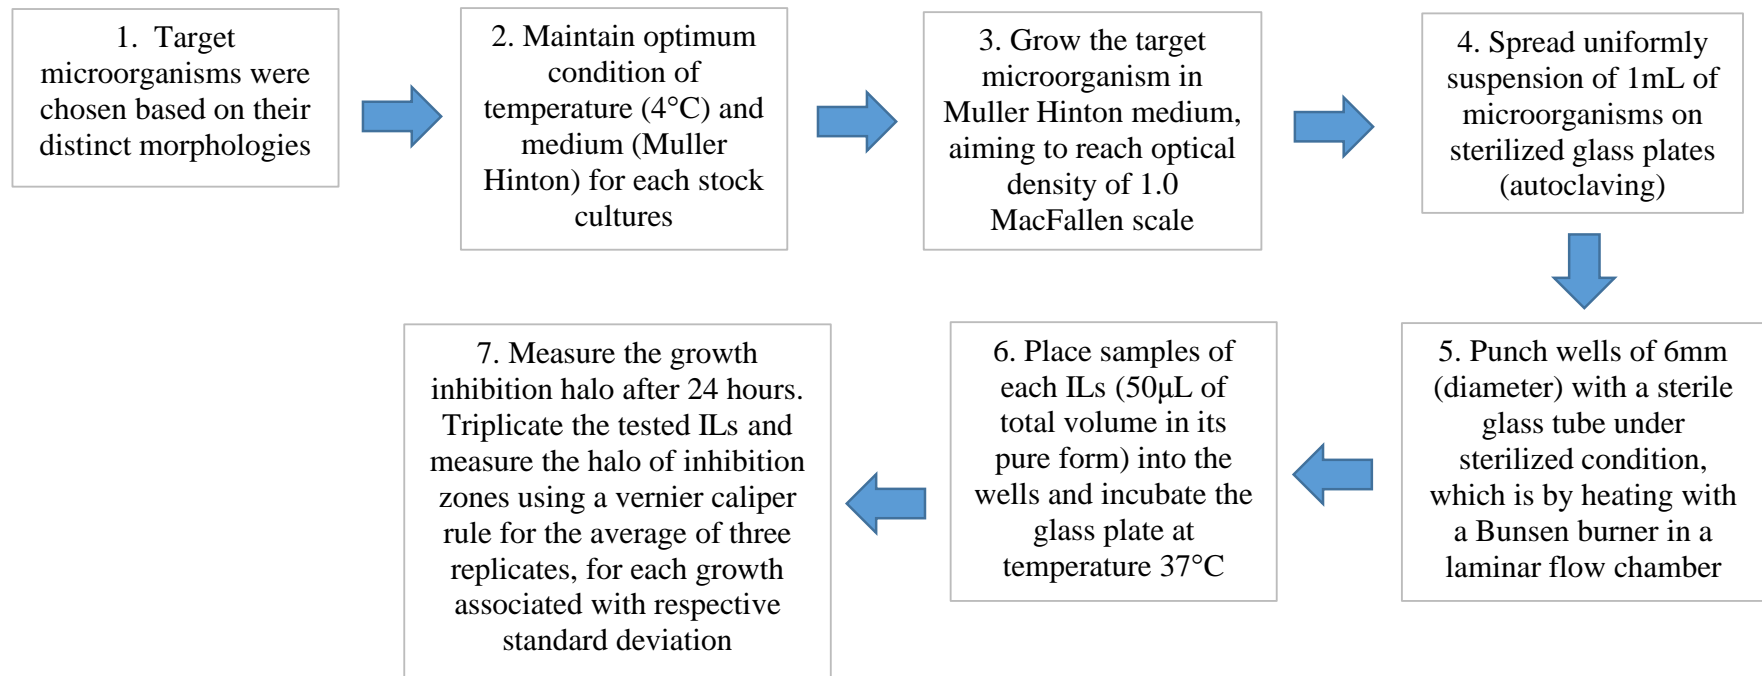 1. Target
microorganisms were
chosen based on their
distinct morphologies
2. Maintain optimum
condition of
temperature (4°C) and
medium (Muller
Hinton) for each stock
cultures
3. Grow the target
microorganism in
Muller Hinton medium,
aiming to reach optical
density of 1.0
MacFallen scale
4. Spread uniformly
suspension of 1mL of
microorganisms on
sterilized glass plates
(autoclaving)
5. Punch wells of 6mm
(diameter) with a sterile
glass tube under
sterilized condition,
which is by heating with
a Bunsen burner in a
laminar flow chamber
6. Place samples of
each ILs (50μL of
total volume in its
pure form) into the
wells and incubate the
glass plate at
temperature 37°C
7. Measure the growth
inhibition halo after 24 hours.
Triplicate the tested ILs and
measure the halo of inhibition
zones using a vernier caliper
rule for the average of three
replicates, for each growth
associated with respective
standard deviation